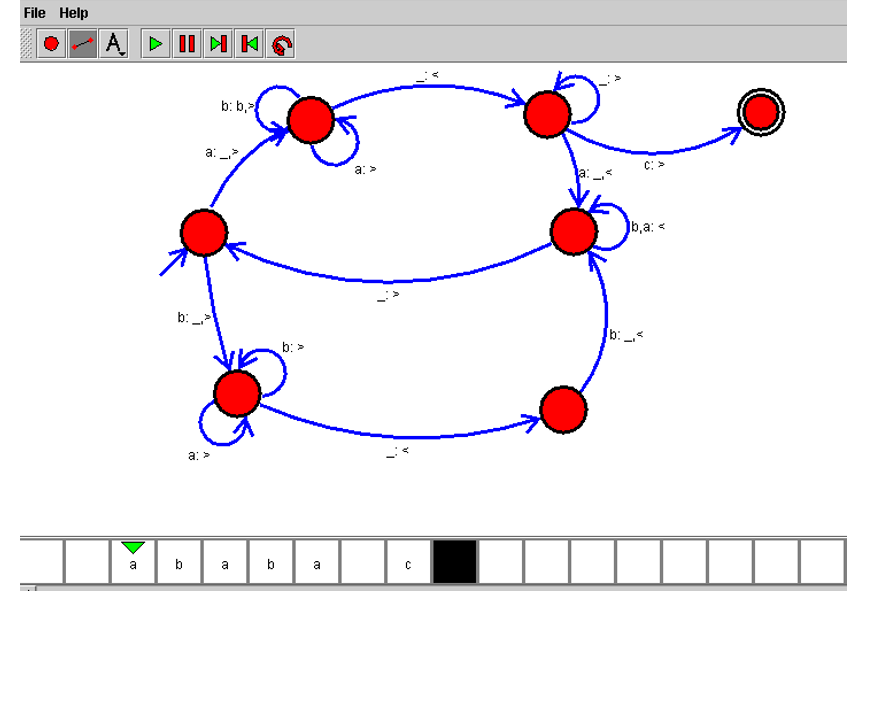 File Help
A
_: <
_: >
b: b,>
a: _,>
a: >
c: >
a: _,<
b,a: <
_: >
b: _,>
b: >
b: _,<
a: >
_: <
a b a b a c